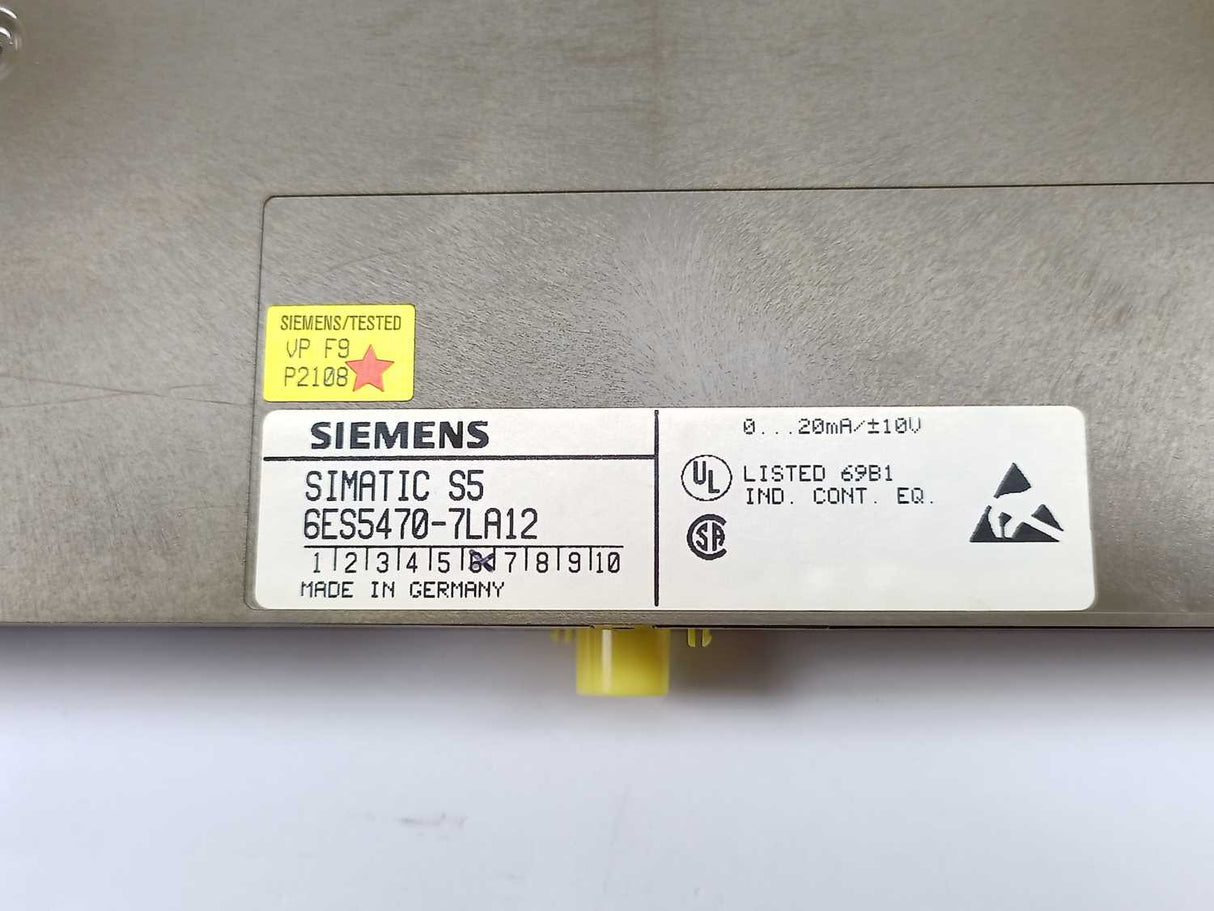 SIEMENS/TESTED
VP F9
P2108
SIEMENS
SIMATIC S5
6ES5470-7LA12
1|2|3|4|5|6|7|8|9|10
MADE IN GERMANY
0...20mA/±10V
UL
LISTED 69B1
IND. CONT. EQ.
SA